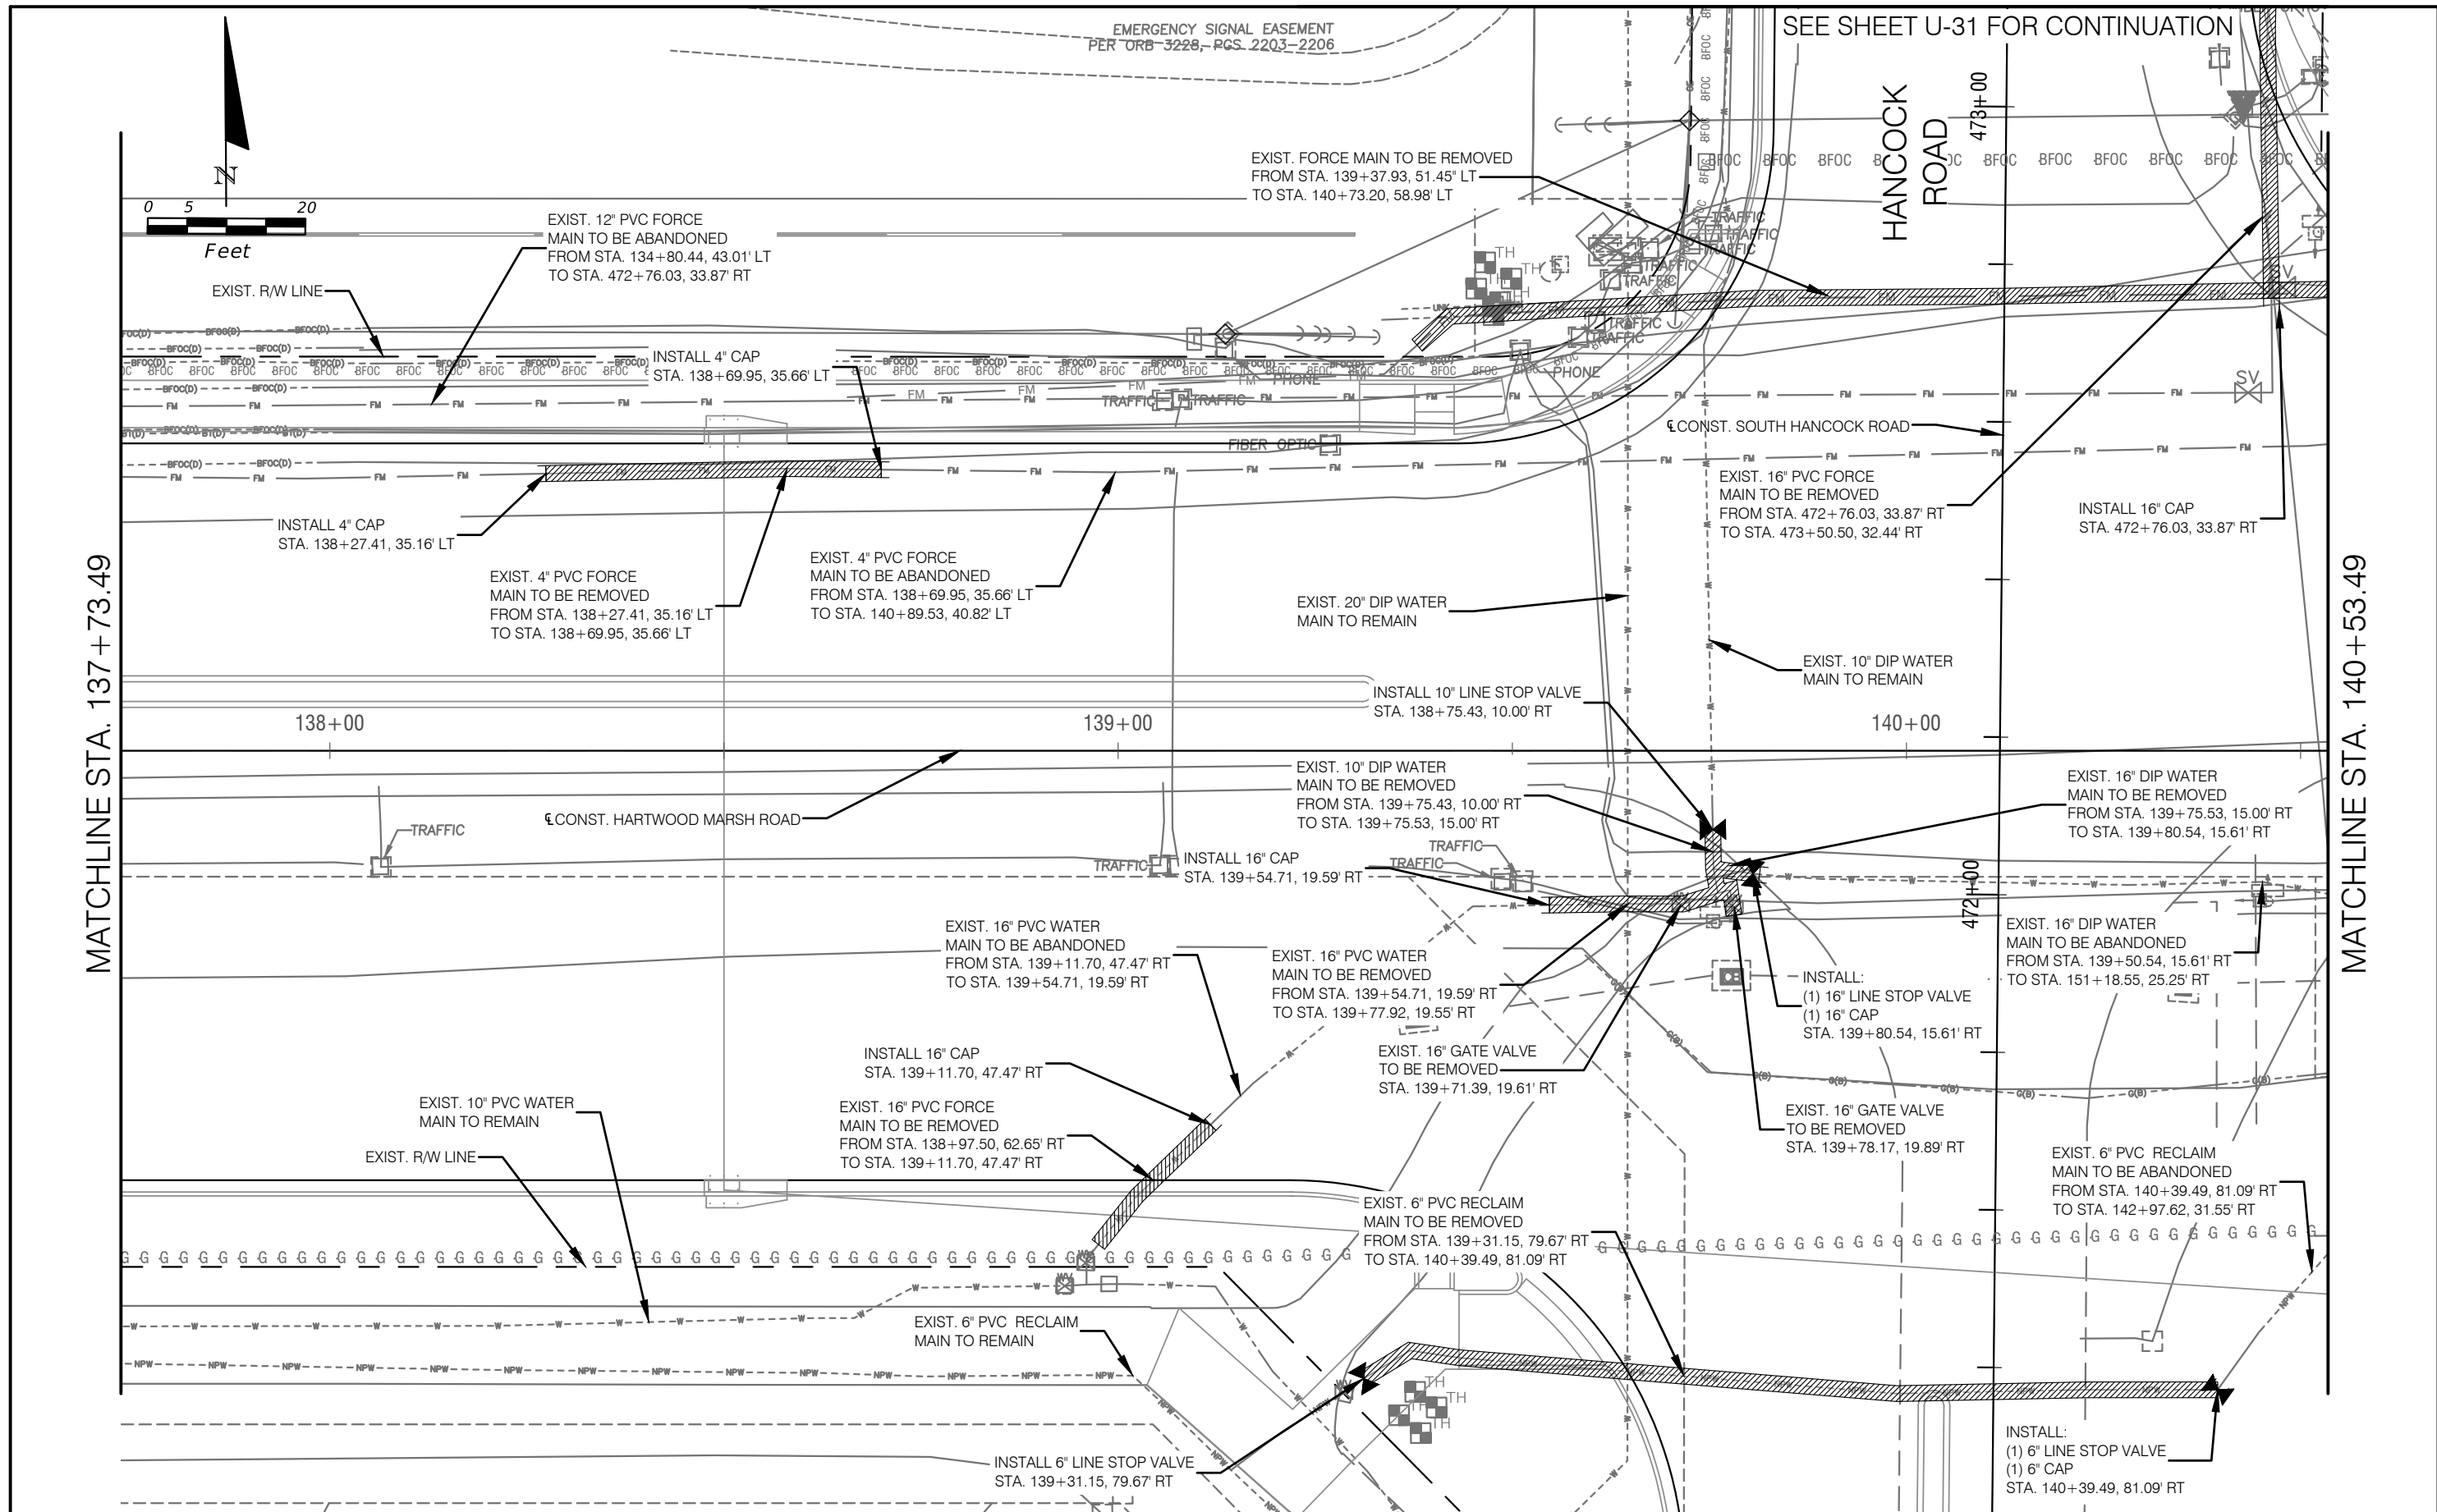 SEE SHEET U-31 FOR CONTINUATION
EMERGENCY SIGNAL EASEMENT
PER ORB 3228, PGS 2203-2206
N
0 5 20
Feet
HANCOCK
ROAD
473+00
EXIST. FORCE MAIN TO BE REMOVED
FROM STA. 139+37.93, 51.45" LT
TO STA. 140+73.20, 58.98' LT
EXIST. 12" PVC FORCE
MAIN TO BE ABANDONED
FROM STA. 134+80.44, 43.01' LT
TO STA. 472+76.03, 33.87' RT
EXIST. R/W LINE
INSTALL 4" CAP
STA. 138+69.95, 35.66' LT
TRAFFIC
TRAFFIC
TRAFFIC
TRAFFIC
TRAFFIC
TRAFFIC
TRAFFIC
PHONE
PHONE
TRAFFIC
TRAFFIC
FIBER OPTIC
SV
SV
TH
TH
TH
℄ CONST. SOUTH HANCOCK ROAD
EXIST. 16" PVC FORCE
MAIN TO BE REMOVED
FROM STA. 472+76.03, 33.87' RT
TO STA. 473+50.50, 32.44' RT
INSTALL 16" CAP
STA. 472+76.03, 33.87' RT
INSTALL 4" CAP
STA. 138+27.41, 35.16' LT
EXIST. 4" PVC FORCE
MAIN TO BE REMOVED
FROM STA. 138+27.41, 35.16' LT
TO STA. 138+69.95, 35.66' LT
EXIST. 4" PVC FORCE
MAIN TO BE ABANDONED
FROM STA. 138+69.95, 35.66' LT
TO STA. 140+89.53, 40.82' LT
EXIST. 20" DIP WATER
MAIN TO REMAIN
EXIST. 10" DIP WATER
MAIN TO REMAIN
MATCHLINE STA. 137+73.49
MATCHLINE STA. 140+53.49
INSTALL 10" LINE STOP VALVE
STA. 138+75.43, 10.00' RT
138+00
139+00
140+00
EXIST. 10" DIP WATER
MAIN TO BE REMOVED
FROM STA. 139+75.43, 10.00' RT
TO STA. 139+75.53, 15.00' RT
EXIST. 16" DIP WATER
MAIN TO BE REMOVED
FROM STA. 139+75.53, 15.00' RT
TO STA. 139+80.54, 15.61' RT
℄ CONST. HARTWOOD MARSH ROAD
TRAFFIC
TRAFFIC
TRAFFIC
TRAFFIC
INSTALL 16" CAP
STA. 139+54.71, 19.59' RT
472+00
EXIST. 16" PVC WATER
MAIN TO BE ABANDONED
FROM STA. 139+11.70, 47.47' RT
TO STA. 139+54.71, 19.59' RT
EXIST. 16" PVC WATER
MAIN TO BE REMOVED
FROM STA. 139+54.71, 19.59' RT
TO STA. 139+77.92, 19.55' RT
EXIST. 16" DIP WATER
MAIN TO BE ABANDONED
FROM STA. 139+50.54, 15.61' RT
TO STA. 151+18.55, 25.25' RT
INSTALL:
(1) 16" LINE STOP VALVE
(1) 16" CAP
STA. 139+80.54, 15.61' RT
INSTALL 16" CAP
STA. 139+11.70, 47.47' RT
EXIST. 16" GATE VALVE
TO BE REMOVED
STA. 139+71.39, 19.61' RT
EXIST. 10" PVC WATER
MAIN TO REMAIN
EXIST. 16" PVC FORCE
MAIN TO BE REMOVED
FROM STA. 138+97.50, 62.65' RT
TO STA. 139+11.70, 47.47' RT
EXIST. 16" GATE VALVE
TO BE REMOVED
STA. 139+78.17, 19.89' RT
EXIST. R/W LINE
EXIST. 6" PVC RECLAIM
MAIN TO BE ABANDONED
FROM STA. 140+39.49, 81.09' RT
TO STA. 142+97.62, 31.55' RT
EXIST. 6" PVC RECLAIM
MAIN TO BE REMOVED
FROM STA. 139+31.15, 79.67' RT
TO STA. 140+39.49, 81.09' RT
EXIST. 6" PVC RECLAIM
MAIN TO REMAIN
TH
TH
TH
INSTALL 6" LINE STOP VALVE
STA. 139+31.15, 79.67' RT
INSTALL:
(1) 6" LINE STOP VALVE
(1) 6" CAP
STA. 140+39.49, 81.09' RT